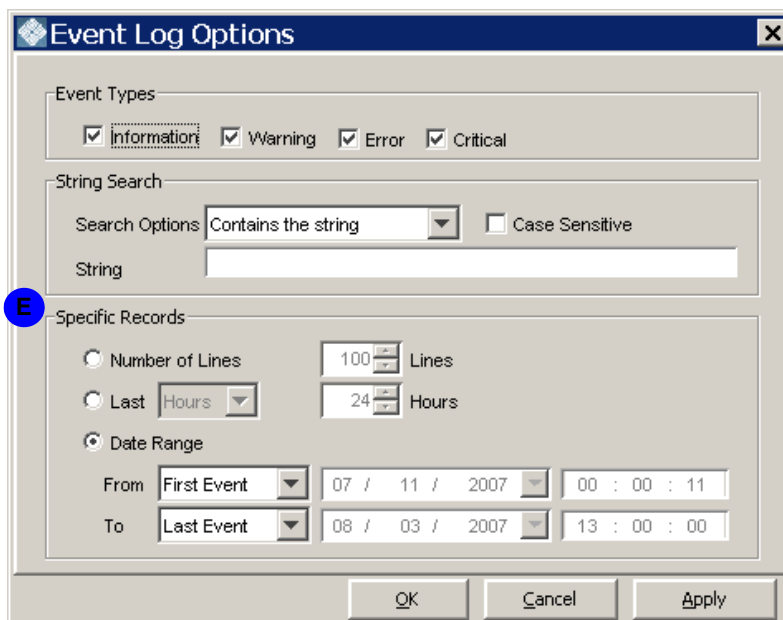 Event Log Options
Event Types
Information Warning Error Critical
String Search
Search Options Contains the string Case Sensitive
String
E
Specific Records
Number of Lines 100 Lines
Last Hours 24 Hours
Date Range
From First Event 07 / 11 / 2007 00 : 00 : 11
To Last Event 08 / 03 / 2007 13 : 00 : 00
OK Cancel Apply